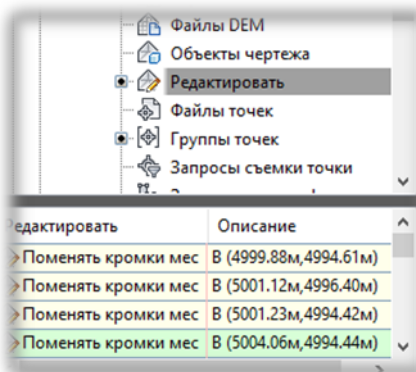 Файлы DEM
Объекты чертежа
Редактировать
Файлы точек
Группы точек
Запросы съемки точки
Редактировать Описание
Поменять кромки мес В (4999.88м,4994.61м)
Поменять кромки мес В (5001.12м,4996.40м)
Поменять кромки мес В (5001.23м,4994.42м)
Поменять кромки мес В (5004.06м,4994.44м)